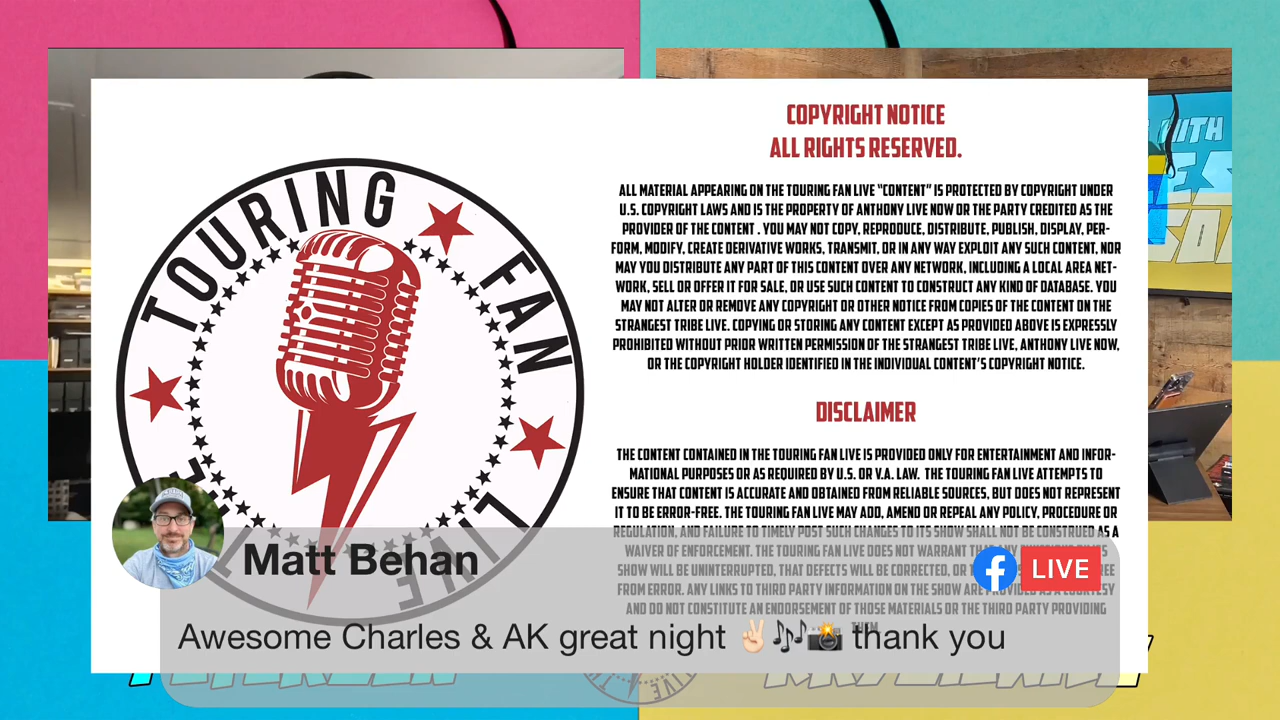 TOURING FAN LIVE
COPYRIGHT NOTICE
ALL RIGHTS RESERVED.
ALL MATERIAL APPEARING ON THE TOURING FAN LIVE "CONTENT" IS PROTECTED BY COPYRIGHT UNDER
U.S. COPYRIGHT LAWS AND IS THE PROPERTY OF ANTHONY LIVE NOW OR THE PARTY CREDITED AS THE
PROVIDER OF THE CONTENT . YOU MAY NOT COPY, REPRODUCE, DISTRIBUTE, PUBLISH, DISPLAY, PER-
FORM, MODIFY, CREATE DERIVATIVE WORKS, TRANSMIT, OR IN ANY WAY EXPLOIT ANY SUCH CONTENT, NOR
MAY YOU DISTRIBUTE ANY PART OF THIS CONTENT OVER ANY NETWORK, INCLUDING A LOCAL AREA NET-
WORK, SELL OR OFFER IT FOR SALE, OR USE SUCH CONTENT TO CONSTRUCT ANY KIND OF DATABASE. YOU
MAY NOT ALTER OR REMOVE ANY COPYRIGHT OR OTHER NOTICE FROM COPIES OF THE CONTENT ON THE
STRANGEST TRIBE LIVE. COPYING OR STORING ANY CONTENT EXCEPT AS PROVIDED ABOVE IS EXPRESSLY
PROHIBITED WITHOUT PRIOR WRITTEN PERMISSION OF THE STRANGEST TRIBE LIVE, ANTHONY LIVE NOW,
OR THE COPYRIGHT HOLDER IDENTIFIED IN THE INDIVIDUAL CONTENT'S COPYRIGHT NOTICE.
DISCLAIMER
THE CONTENT CONTAINED IN THE TOURING FAN LIVE IS PROVIDED ONLY FOR ENTERTAINMENT AND INFOR-
MATIONAL PURPOSES OR AS REQUIRED BY U.S. OR V.A. LAW. THE TOURING FAN LIVE ATTEMPTS TO
ENSURE THAT CONTENT IS ACCURATE AND OBTAINED FROM RELIABLE SOURCES, BUT DOES NOT REPRESENT
IT TO BE ERROR-FREE. THE TOURING FAN LIVE MAY ADD, AMEND OR REPEAL ANY POLICY, PROCEDURE OR
REGULATION, AND FAILURE TO TIMELY POST SUCH CHANGES TO ITS SHOW SHALL NOT BE CONSTRUED AS A
WAIVER OF ENFORCEMENT. THE TOURING FAN LIVE DOES NOT WARRANT THAT ANY
SHOW WILL BE UNINTERRUPTED, THAT DEFECTS WILL BE CORRECTED, OR
FROM ERROR. ANY LINKS TO THIRD PARTY INFORMATION ON THE SHOW ARE PROVIDED AS A COURTESY
AND DO NOT CONSTITUTE AN ENDORSEMENT OF THOSE MATERIALS OR THE THIRD PARTY PROVIDING
THEM
Matt Behan
LIVE
Awesome Charles & AK great night ✌🏻🎶📸 thank you
WITH